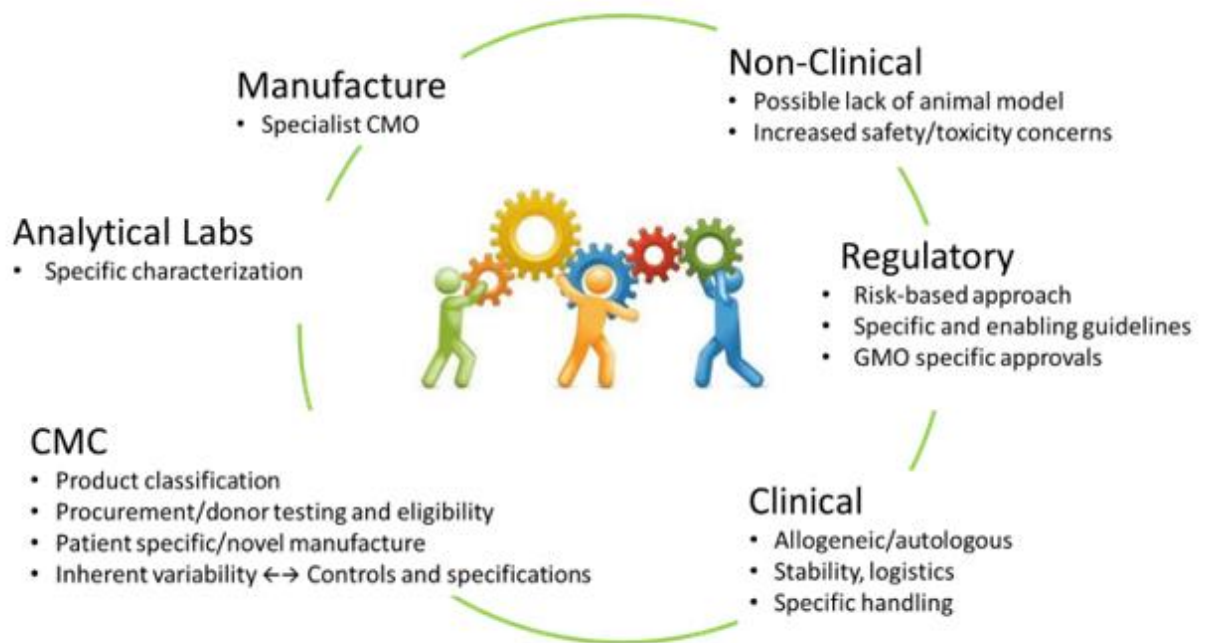 Manufacture
• Specialist CMO
Non-Clinical
• Possible lack of animal model
• Increased safety/toxicity concerns
Analytical Labs
• Specific characterization
Regulatory
• Risk-based approach
• Specific and enabling guidelines
• GMO specific approvals
CMC
• Product classification
• Procurement/donor testing and eligibility
• Patient specific/novel manufacture
• Inherent variability ←→ Controls and specifications
Clinical
• Allogeneic/autologous
• Stability, logistics
• Specific handling